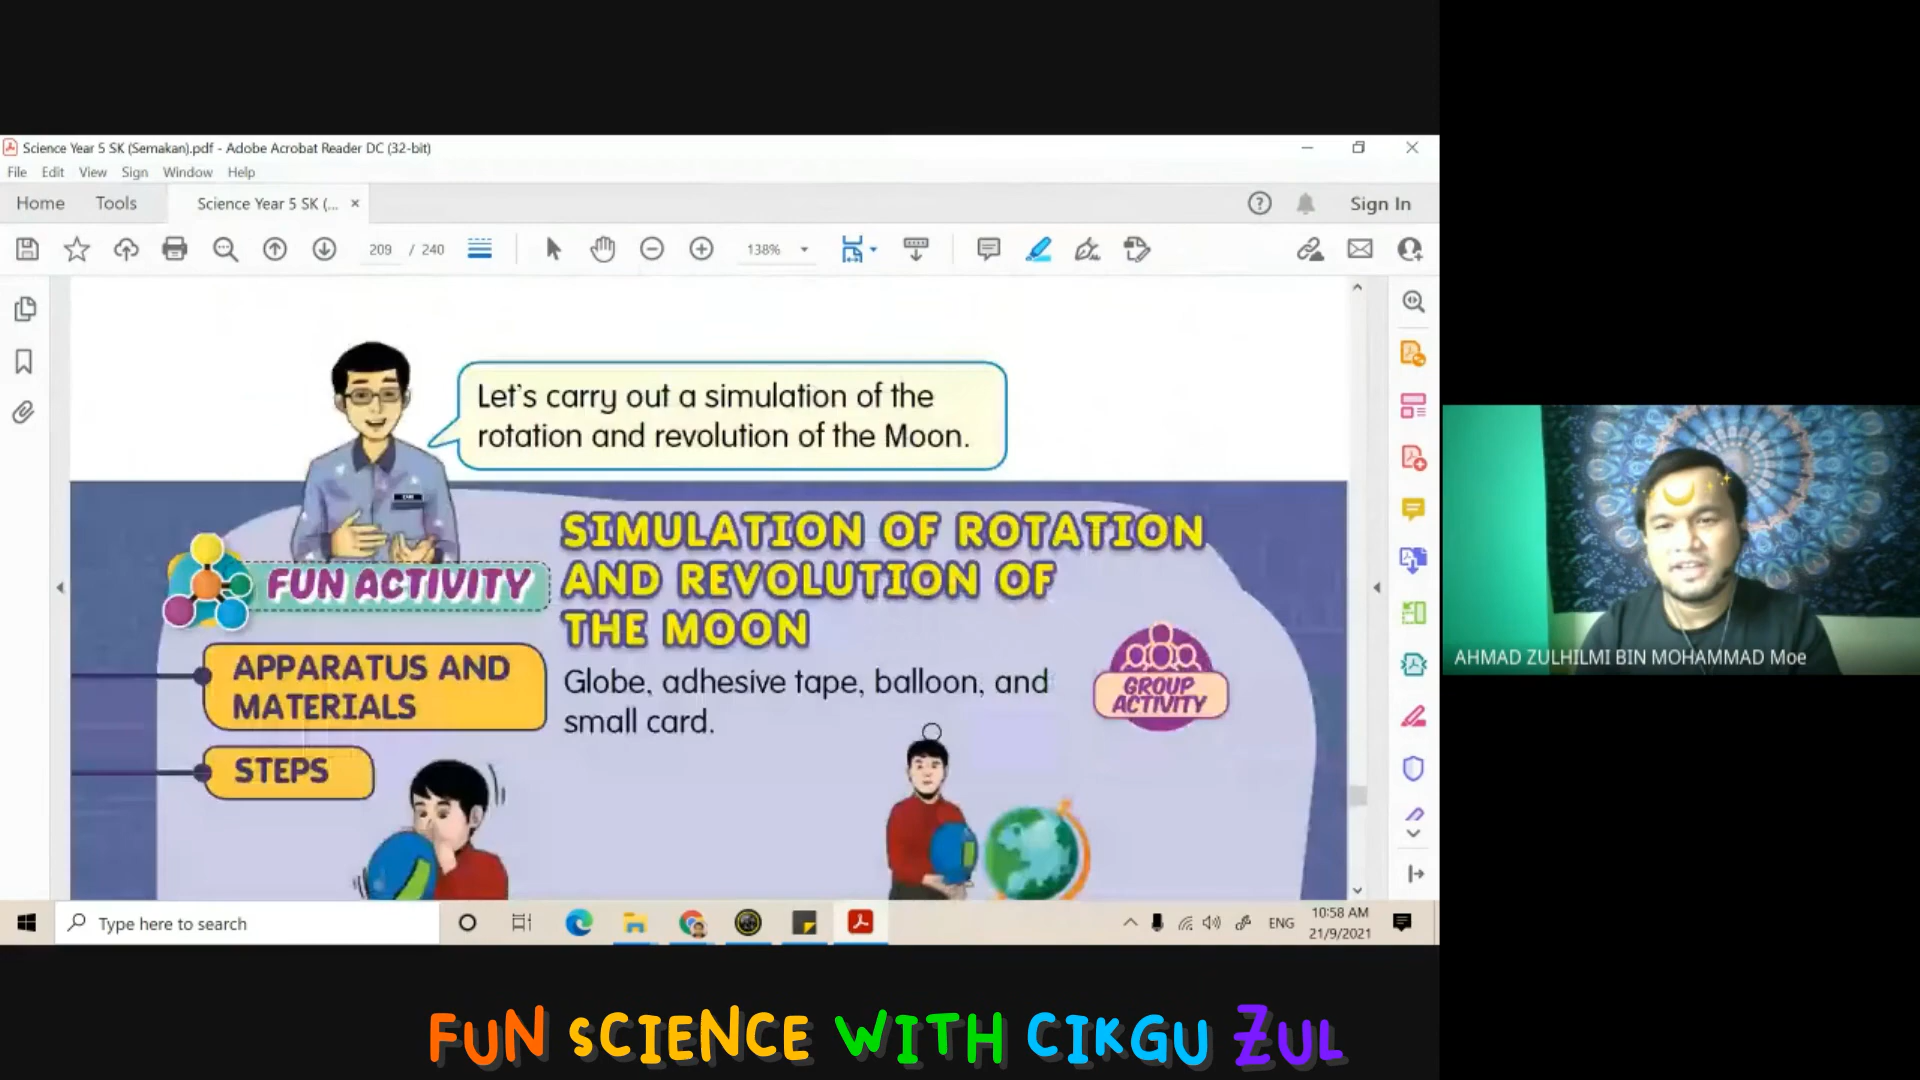 Science Year 5 SK (Semakan).pdf - Adobe Acrobat Reader DC (32-bit)
File Edit View Sign Window Help
Home Tools Science Year 5 SK (... × Sign In
209 / 240 138%
Let's carry out a simulation of the
rotation and revolution of the Moon.
SIMULATION OF ROTATION
AND REVOLUTION OF
THE MOON
FUN ACTIVITY
APPARATUS AND
MATERIALS
Globe, adhesive tape, balloon, and
small card.
GROUP
ACTIVITY
STEPS
AHMAD ZULHILMI BIN MOHAMMAD Moe
Type here to search
ENG
10:58 AM
21/9/2021
FUN SCIENCE WITH CIKGU ZUL